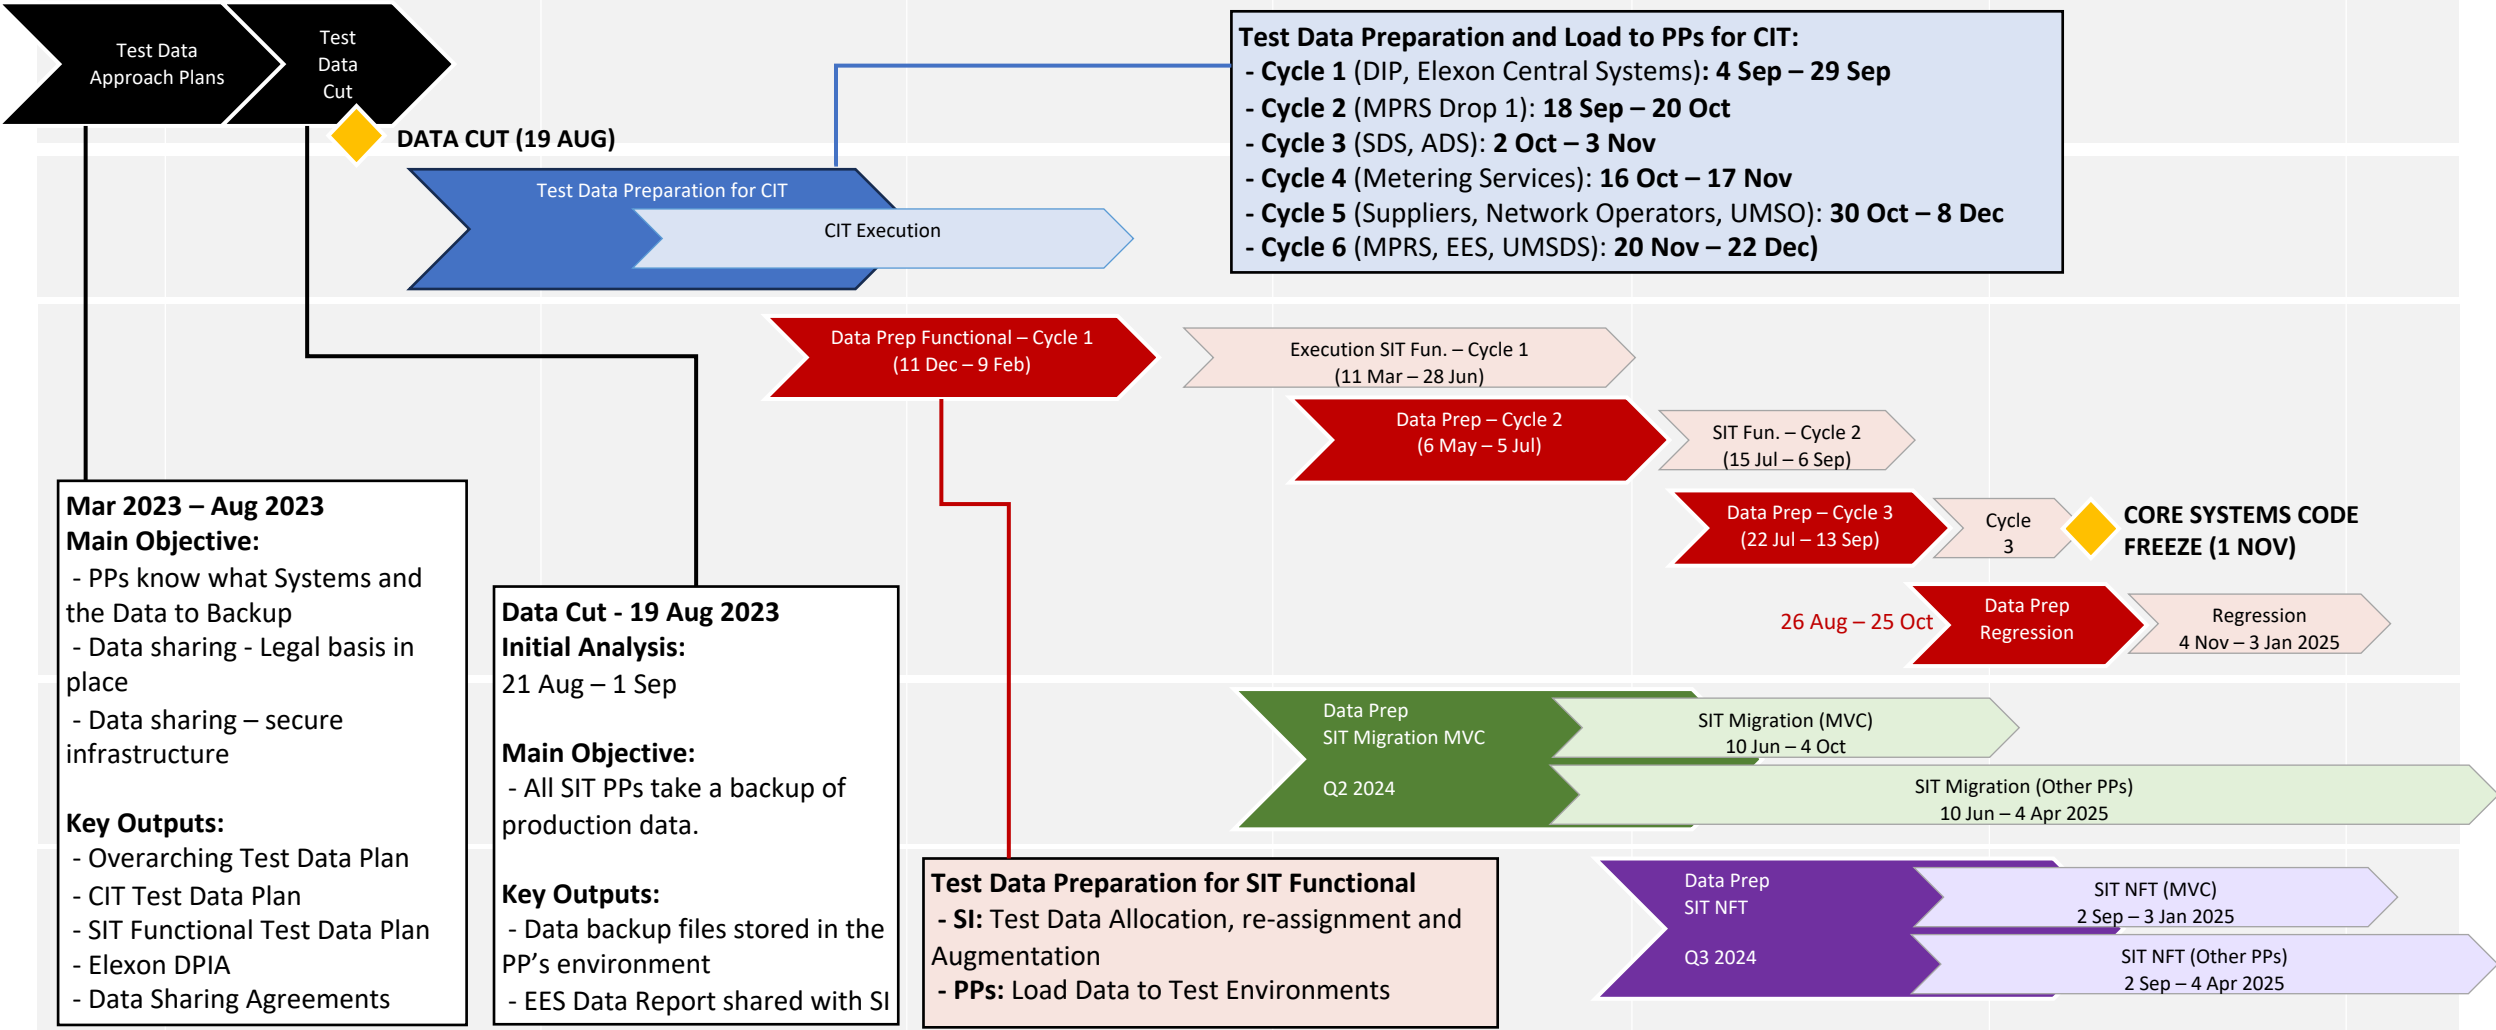 Test Data
Approach Plans
Test
Data
Cut
DATA CUT (19 AUG)
Test Data Preparation and Load to PPs for CIT:
- Cycle 1 (DIP, Elexon Central Systems): 4 Sep – 29 Sep
- Cycle 2 (MPRS Drop 1): 18 Sep – 20 Oct
- Cycle 3 (SDS, ADS): 2 Oct – 3 Nov
- Cycle 4 (Metering Services): 16 Oct – 17 Nov
- Cycle 5 (Suppliers, Network Operators, UMSO): 30 Oct – 8 Dec
- Cycle 6 (MPRS, EES, UMSDS): 20 Nov – 22 Dec)
Test Data Preparation for CIT
CIT Execution
Data Prep Functional – Cycle 1
(11 Dec – 9 Feb)
Execution SIT Fun. – Cycle 1
(11 Mar – 28 Jun)
Data Prep – Cycle 2
(6 May – 5 Jul)
SIT Fun. – Cycle 2
(15 Jul – 6 Sep)
Data Prep – Cycle 3
(22 Jul – 13 Sep)
Cycle
3
CORE SYSTEMS CODE
FREEZE (1 NOV)
26 Aug – 25 Oct
Data Prep
Regression
Regression
4 Nov – 3 Jan 2025
Mar 2023 – Aug 2023
Main Objective:
- PPs know what Systems and
the Data to Backup
- Data sharing - Legal basis in
place
- Data sharing – secure
infrastructure
Key Outputs:
- Overarching Test Data Plan
- CIT Test Data Plan
- SIT Functional Test Data Plan
- Elexon DPIA
- Data Sharing Agreements
Data Cut - 19 Aug 2023
Initial Analysis:
21 Aug – 1 Sep
Main Objective:
- All SIT PPs take a backup of
production data.
Key Outputs:
- Data backup files stored in the
PP’s environment
- EES Data Report shared with SI
Data Prep
SIT Migration MVC
Q2 2024
SIT Migration (MVC)
10 Jun – 4 Oct
SIT Migration (Other PPs)
10 Jun – 4 Apr 2025
Test Data Preparation for SIT Functional
- SI: Test Data Allocation, re-assignment and
Augmentation
- PPs: Load Data to Test Environments
Data Prep
SIT NFT
Q3 2024
SIT NFT (MVC)
2 Sep – 3 Jan 2025
SIT NFT (Other PPs)
2 Sep – 4 Apr 2025